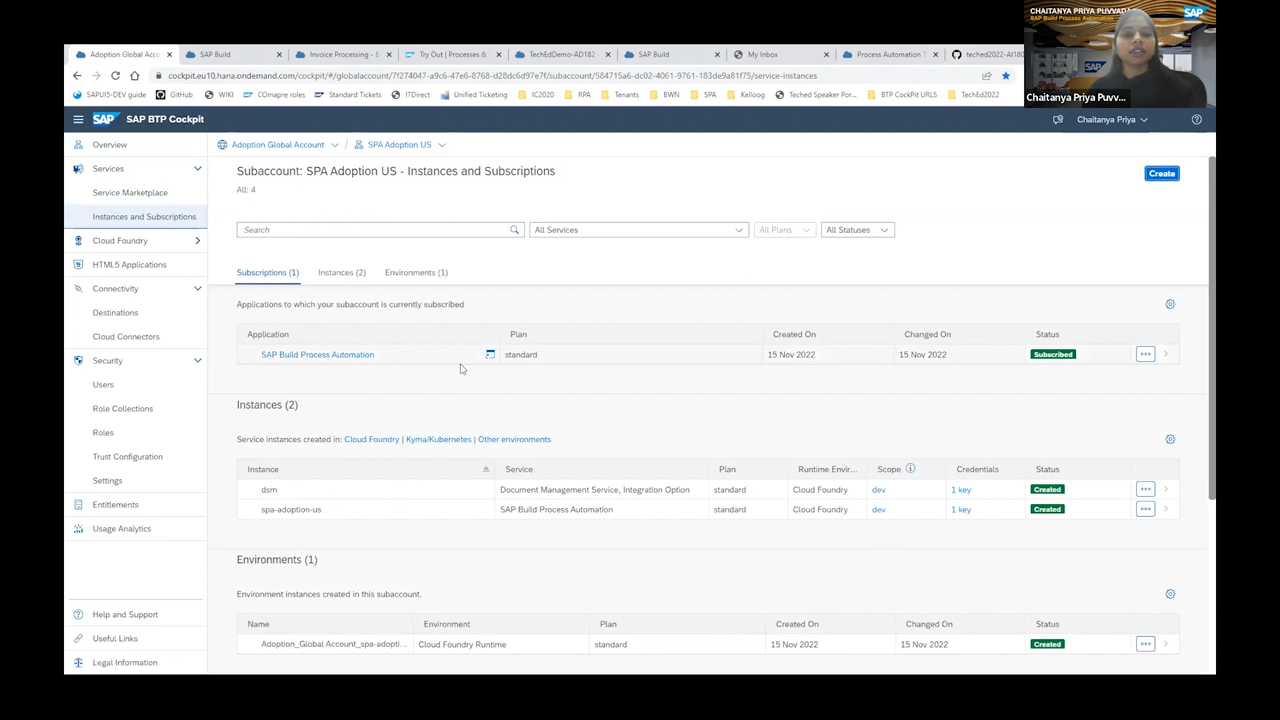 CHAITANYA PRIYA PUVVADA
SAP Build Process Automation
SAP
Chaitanya Priya Puvv...
Adoption Global Acco
SAP Build
Invoice Processing -
Try Out | Processes &
TechEdDemo-AD182
SAP Build
My Inbox
Process Automation
teched2022-AI180
cockpit.eu10.hana.ondemand.com/cockpit/#/globalaccount/7f274047-a9c6-47e6-8768-d28dc6d97e7f/subaccount/584715a6-dc02-4061-9761-183de9a81f75/service-instances
SAPUI5-DEV guide
GitHub
WIKI
COmapre roles
Standard Tickets
ITDirect
Unified Ticketing
IC2020
RPA
Tenants
BWN
SPA
Kelloog
Teched Speaker Por...
BTP CockPit URLS
TechEd2022
SAP
SAP BTP Cockpit
Chaitanya Priya
Overview
Services
Service Marketplace
Instances and Subscriptions
Cloud Foundry
HTML5 Applications
Connectivity
Destinations
Cloud Connectors
Security
Users
Role Collections
Roles
Trust Configuration
Settings
Entitlements
Usage Analytics
Help and Support
Useful Links
Legal Information
Adoption Global Account / SPA Adoption US
Subaccount: SPA Adoption US - Instances and Subscriptions
Create
All: 4
Search
All Services
All Plans
All Statuses
Subscriptions (1) Instances (2) Environments (1)
Applications to which your subaccount is currently subscribed
Application Plan Created On Changed On Status
SAP Build Process Automation standard 15 Nov 2022 15 Nov 2022 Subscribed
Instances (2)
Service instances created in: Cloud Foundry | Kyma/Kubernetes | Other environments
Instance Service Plan Runtime Envir... Scope Credentials Status
dsm Document Management Service, Integration Option standard Cloud Foundry dev 1 key Created
spa-adoption-us SAP Build Process Automation standard Cloud Foundry dev 1 key Created
Environments (1)
Environment instances created in this subaccount.
Name Environment Plan Created On Changed On Status
Adoption_Global Account_spa-adopti... Cloud Foundry Runtime standard 15 Nov 2022 15 Nov 2022 Created